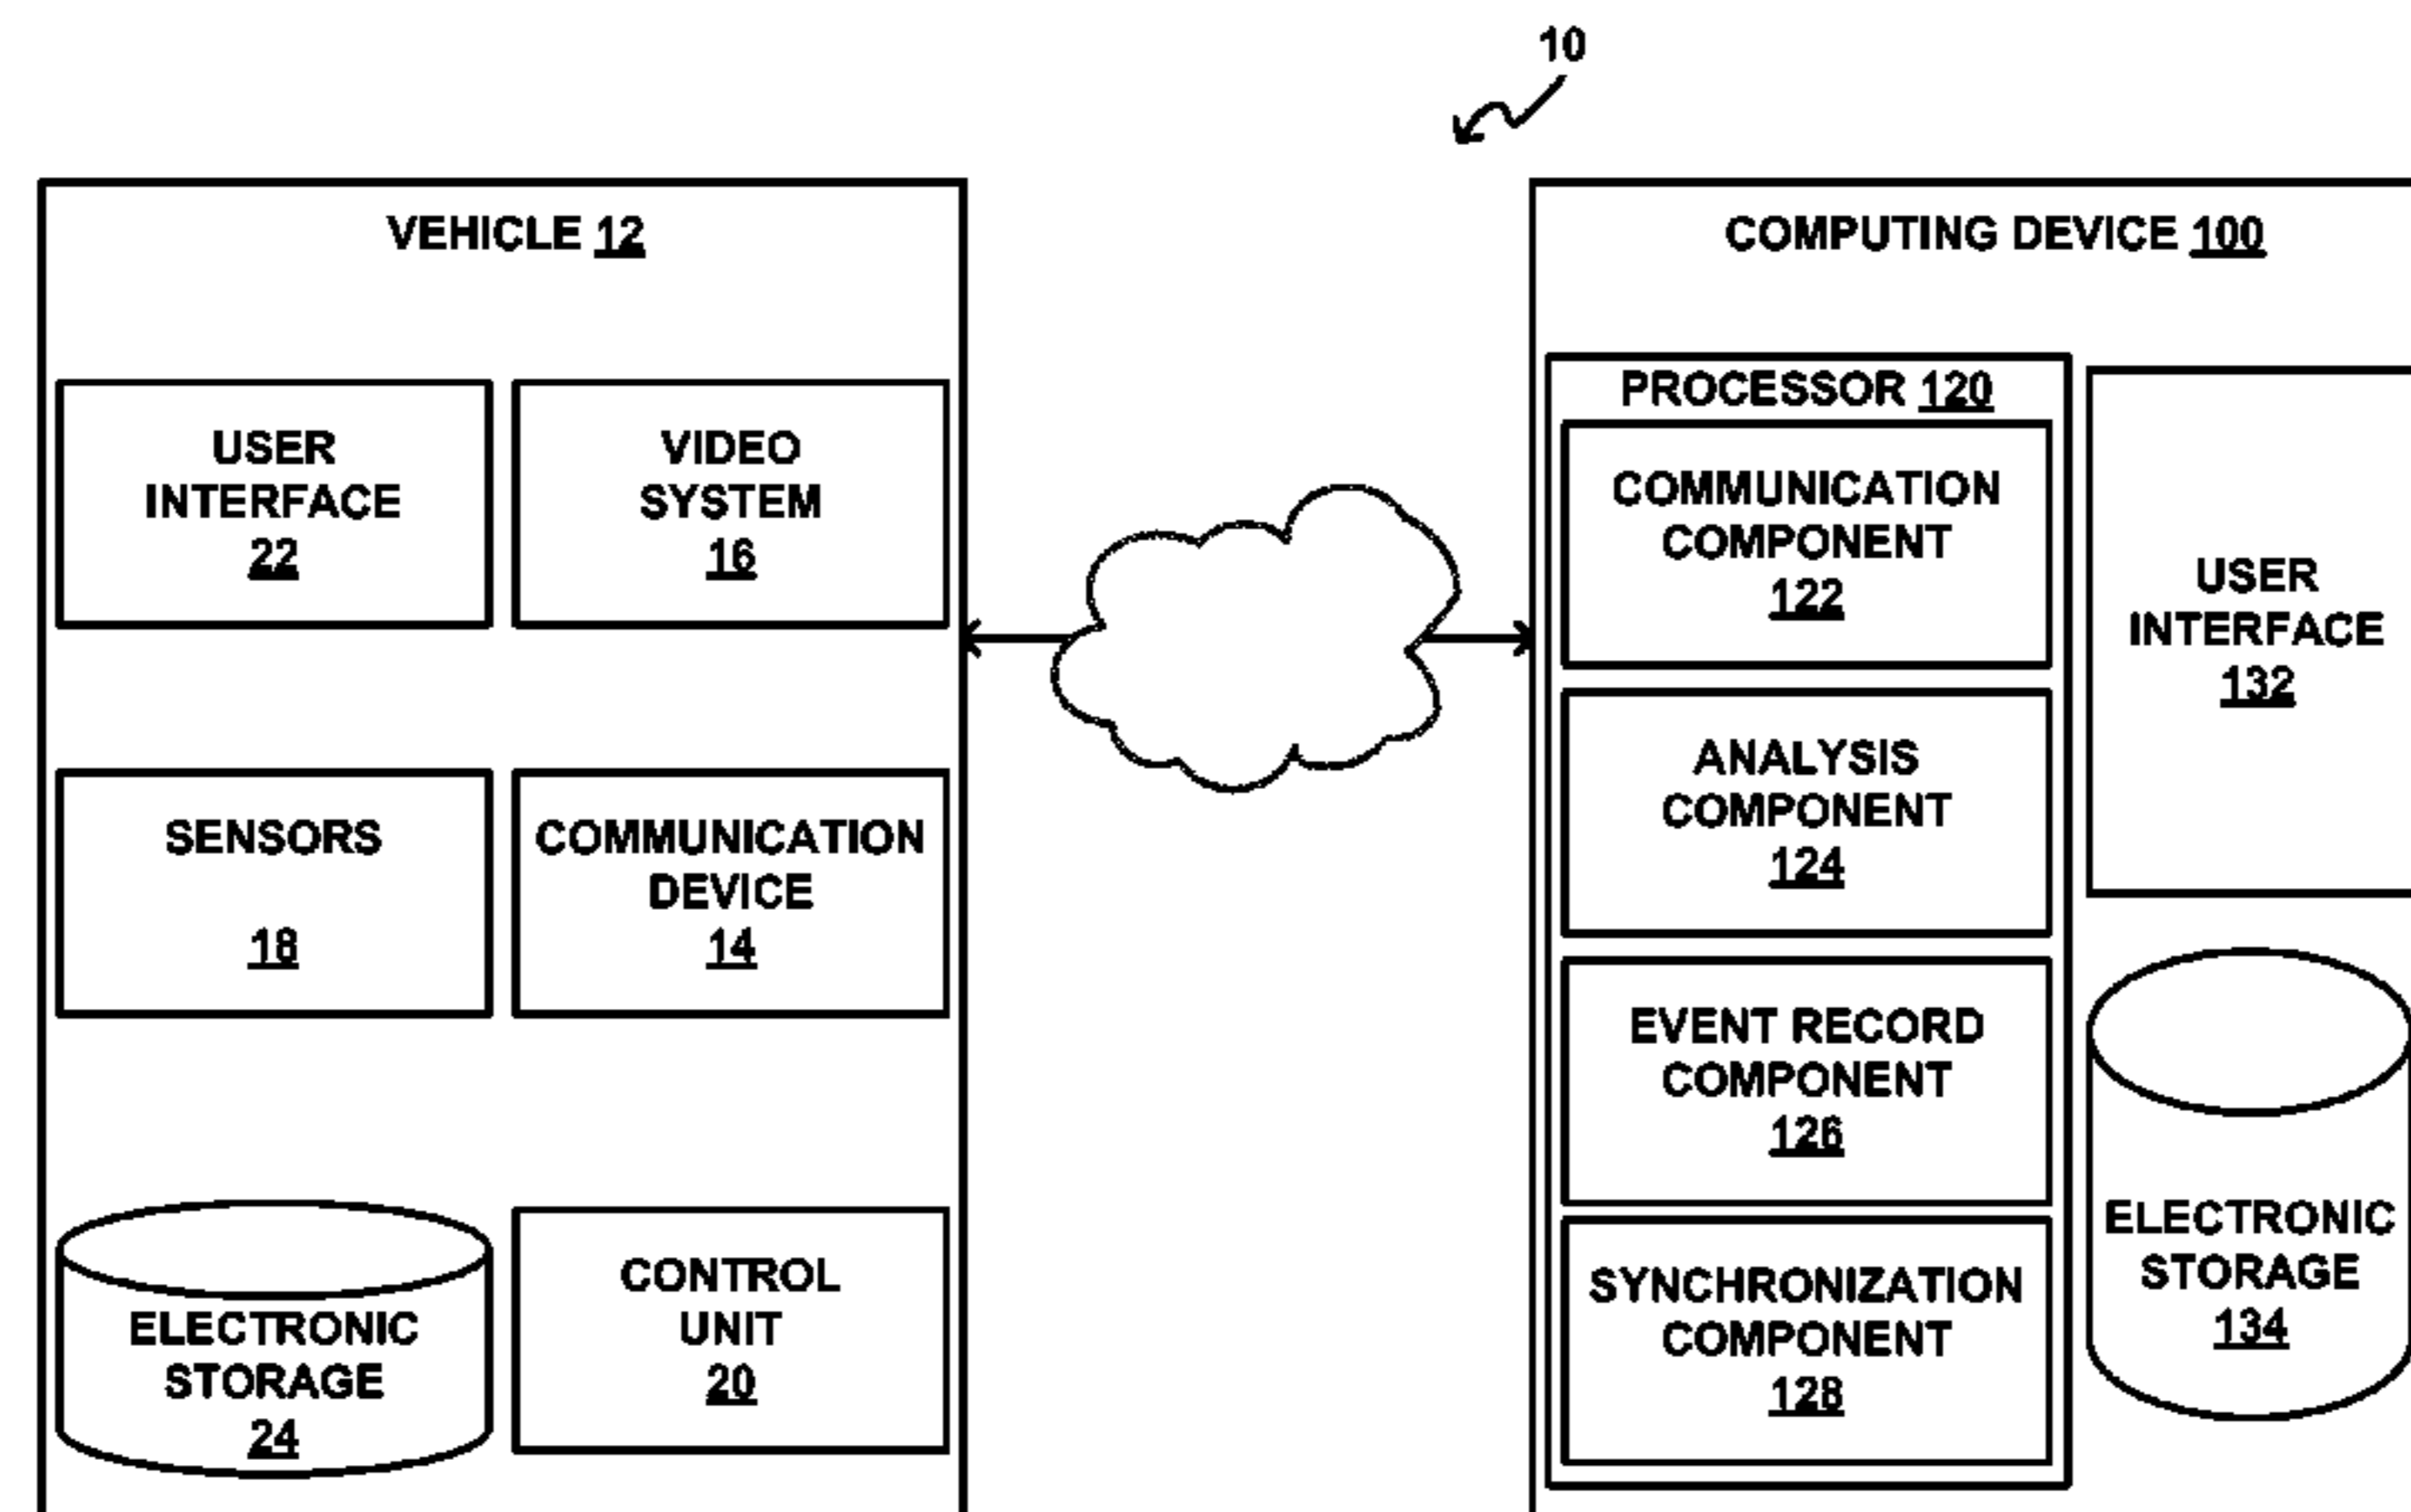 10
VEHICLE 12
USER
INTERFACE
22
VIDEO
SYSTEM
16
SENSORS
18
COMMUNICATION
DEVICE
14
ELECTRONIC
STORAGE
24
CONTROL
UNIT
20
COMPUTING DEVICE 100
PROCESSOR 120
COMMUNICATION
COMPONENT
122
ANALYSIS
COMPONENT
124
EVENT RECORD
COMPONENT
126
SYNCHRONIZATION
COMPONENT
128
USER
INTERFACE
132
ELECTRONIC
STORAGE
134